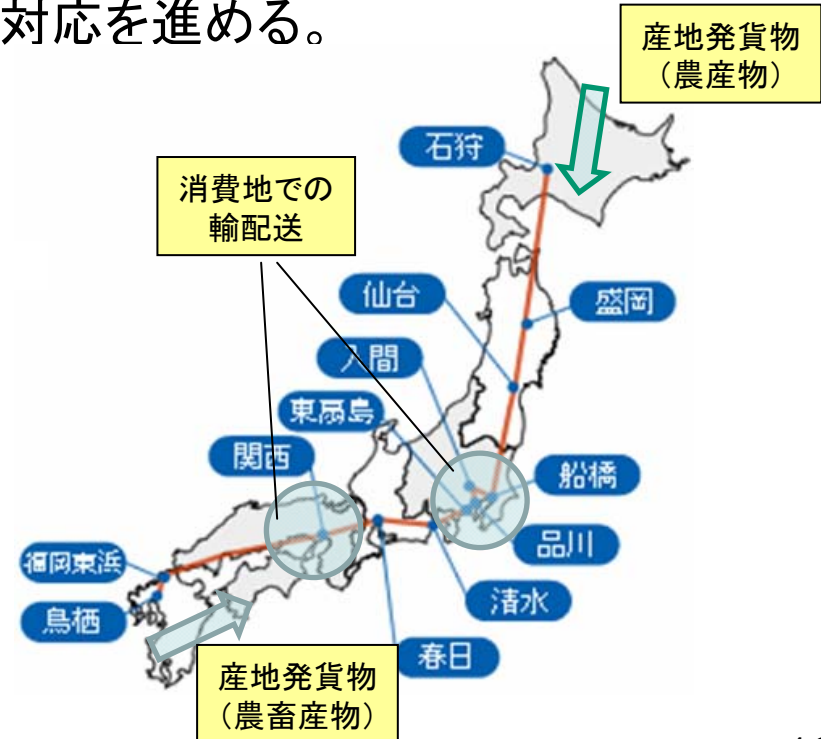 対応を進める。
産地発貨物
（農産物）
石狩
消費地での
輸配送
仙台
盛岡
入間
東扇島
関西
船橋
品川
福岡東浜
清水
鳥栖
春日
産地発貨物
（農畜産物）